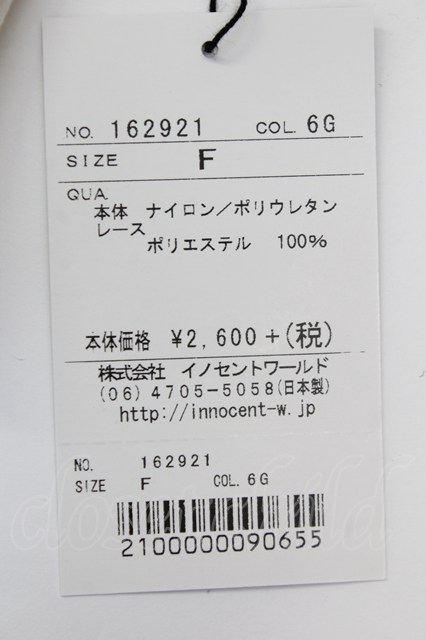 NO. 162921 COL. 6G
SIZE F
QUA.
本体 ナイロン/ポリウレタン
レース
ポリエステル 100%
本体価格 ¥2,600+(税)
株式会社 イノセントワールド
(06)4705-5058(日本製)
http://innocent-w.jp
NO. 162921
SIZE F COL. 6G
2100000090655